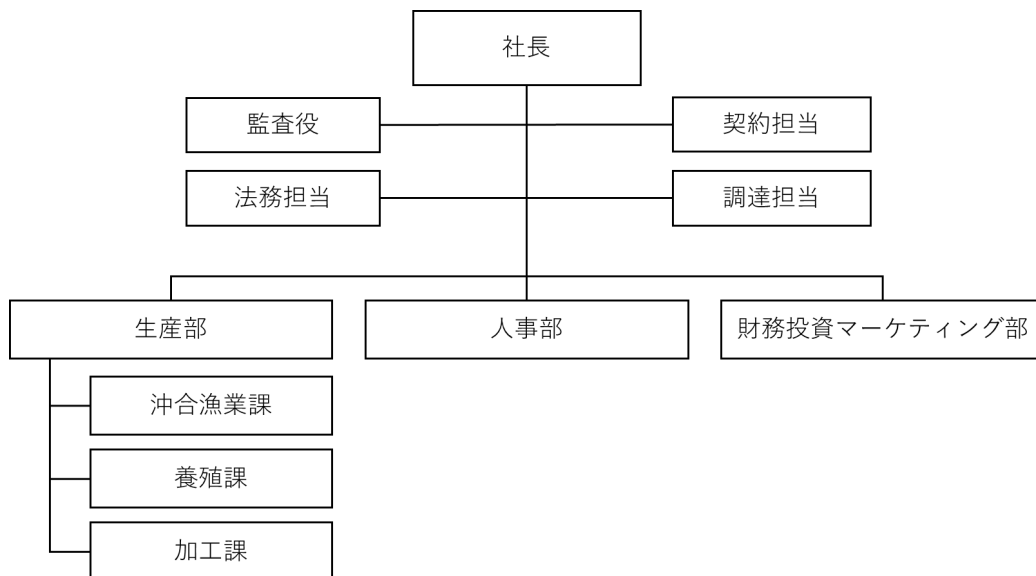 社長
監査役
契約担当
法務担当
調達担当
生産部
人事部
財務投資マーケティング部
沖合漁業課
養殖課
加工課